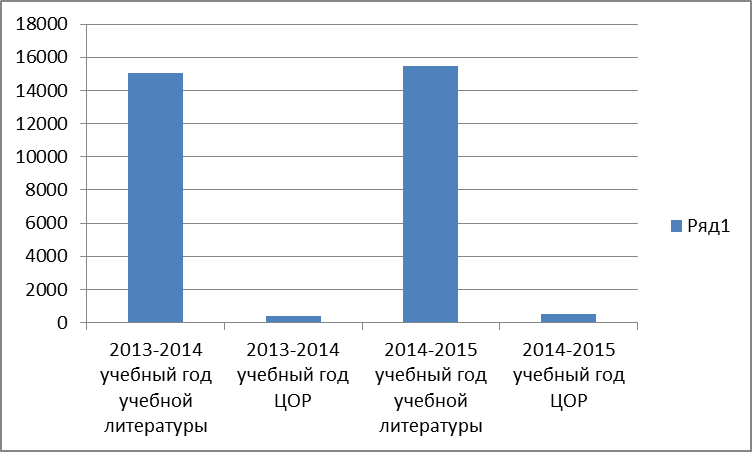 18000
16000
14000
12000
10000
8000
6000
4000
2000
0
2013-2014
учебный год
учебной
литературы
2013-2014
учебный год
ЦОР
2014-2015
учебный год
учебной
литературы
2014-2015
учебный год
ЦОР
Ряд1